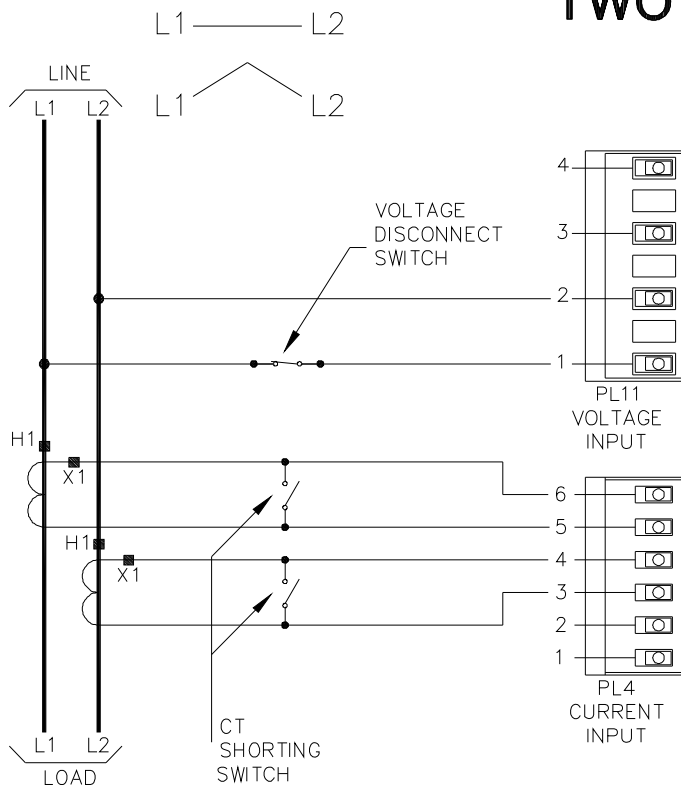 TWO
L1 L2
L1 L2
LINE
L1 L2
VOLTAGE
DISCONNECT
SWITCH
4
3
2
1
PL11
VOLTAGE
INPUT
H1
X1
H1
X1
6
5
4
3
2
1
PL4
CURRENT
INPUT
CT
SHORTING
SWITCH
L1 L2
LOAD